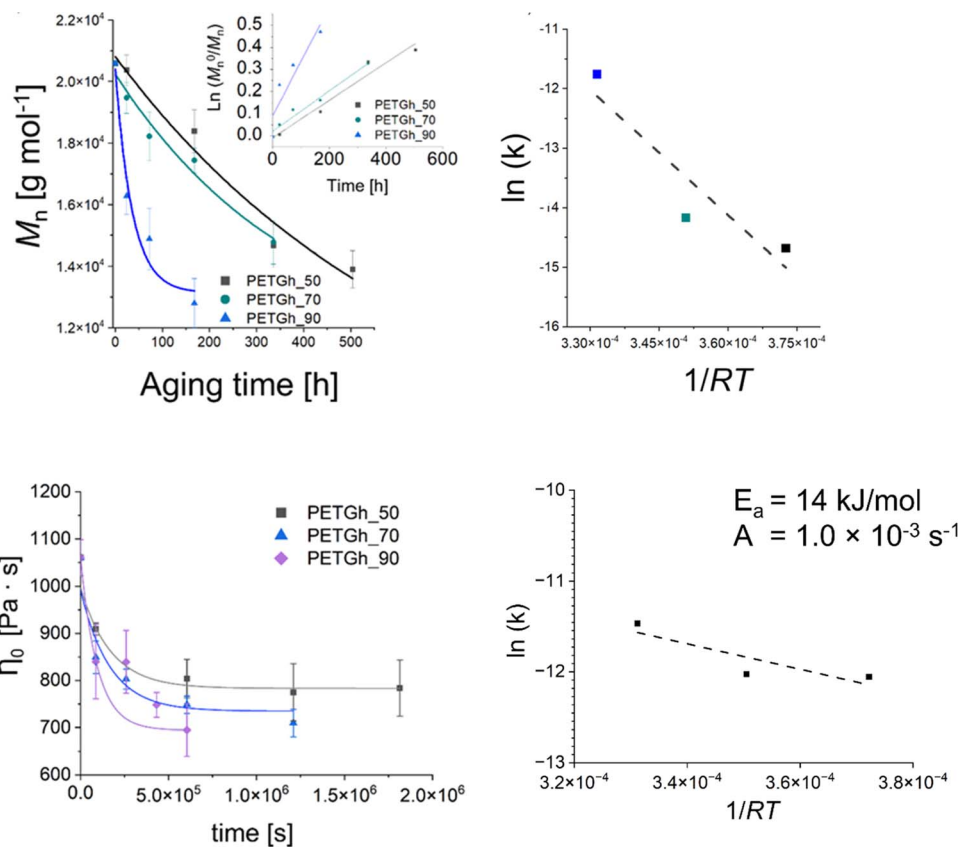 2.2×10⁴
2.0×10⁴
1.8×10⁴
1.6×10⁴
1.4×10⁴
1.2×10⁴
Mn [g mol⁻¹]
0 100 200 300 400 500
Aging time [h]
PETGh_50
PETGh_70
PETGh_90
0.5
0.4
0.3
0.2
0.1
0.0
Ln (Mn⁰/Mn)
PETGh_50
PETGh_70
PETGh_90
0 200 400 600
Time [h]
−11
−12
−13
−14
−15
−16
ln (k)
3.30×10⁻⁴ 3.45×10⁻⁴ 3.60×10⁻⁴ 3.75×10⁻⁴
1/RT
1200
1100
1000
900
800
700
600
η₀ [Pa · s]
PETGh_50
PETGh_70
PETGh_90
0.0 5.0×10⁵ 1.0×10⁶ 1.5×10⁶ 2.0×10⁶
time [s]
−10
−11
−12
−13
ln (k)
Eₐ = 14 kJ/mol
A = 1.0 × 10⁻³ s⁻¹
3.2×10⁻⁴ 3.4×10⁻⁴ 3.6×10⁻⁴ 3.8×10⁻⁴
1/RT